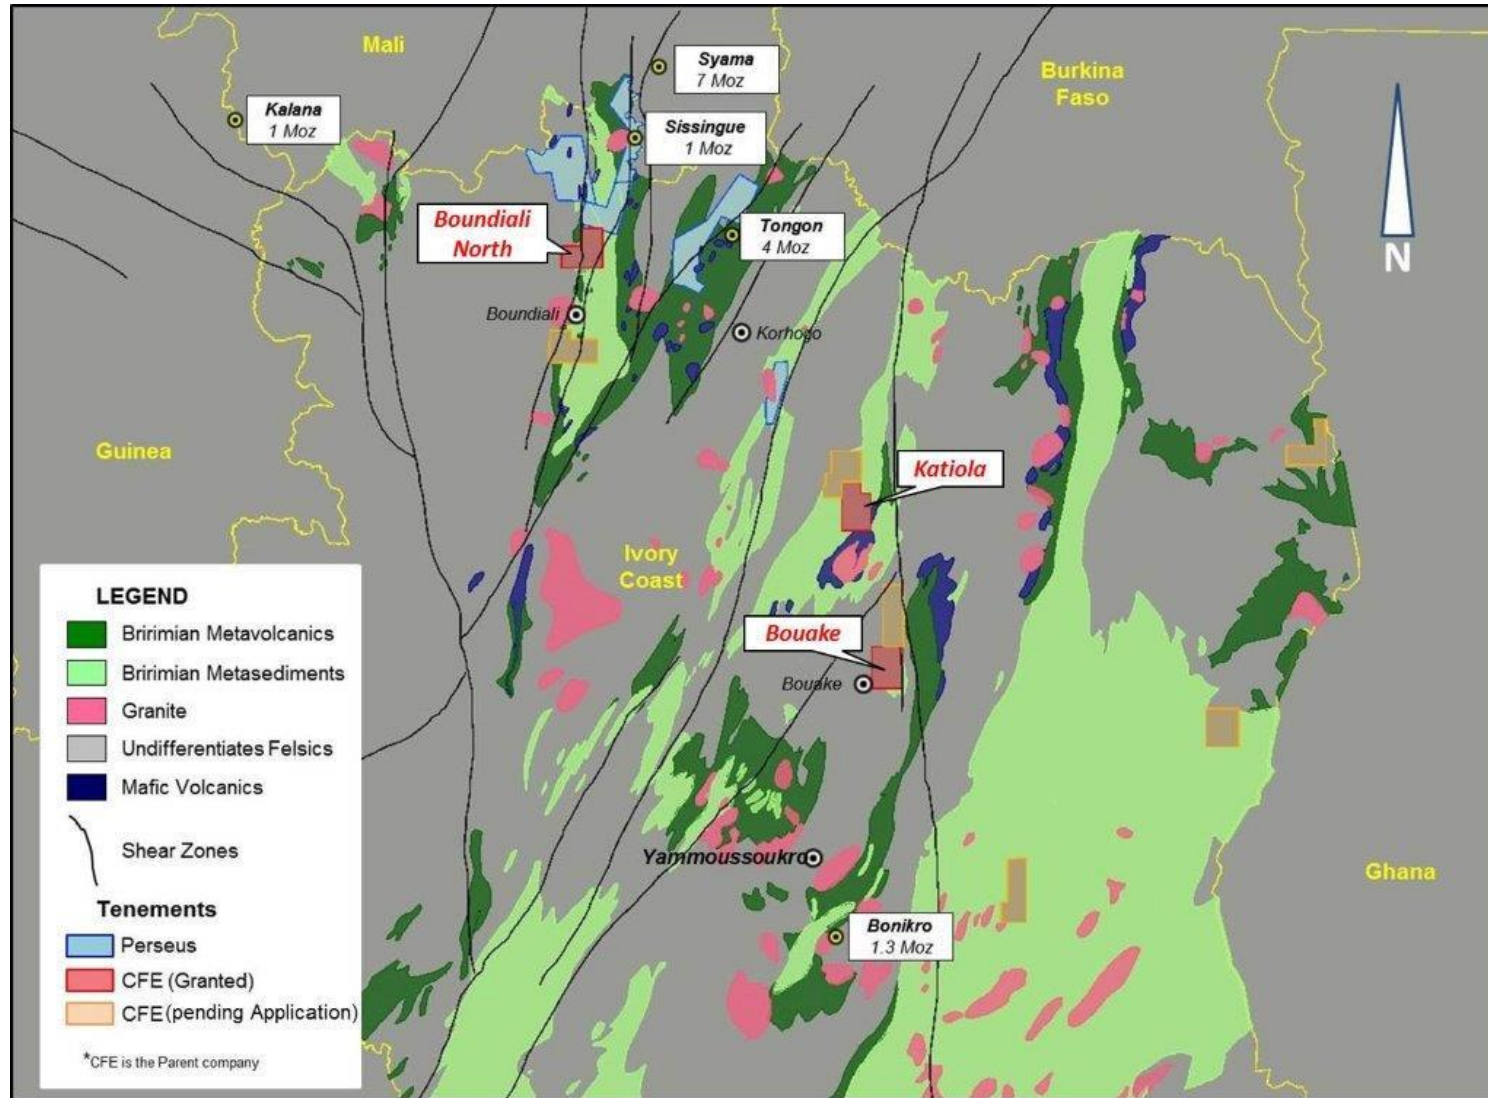 Mali
Burkina
Faso
Syama
7 Moz
Kalana
1 Moz
Sissingue
1 Moz
Boundiali
North
Tongon
4 Moz
N
Boundiali
Korhogo
Guinea
Katiola
Ivory
Coast
Bouake
Bouake
Yammoussoukro
Ghana
Bonikro
1.3 Moz
LEGEND
Bririmian Metavolcanics
Bririmian Metasediments
Granite
Undifferentiates Felsics
Mafic Volcanics
Shear Zones
Tenements
Perseus
CFE (Granted)
CFE (pending Application)
*CFE is the Parent company